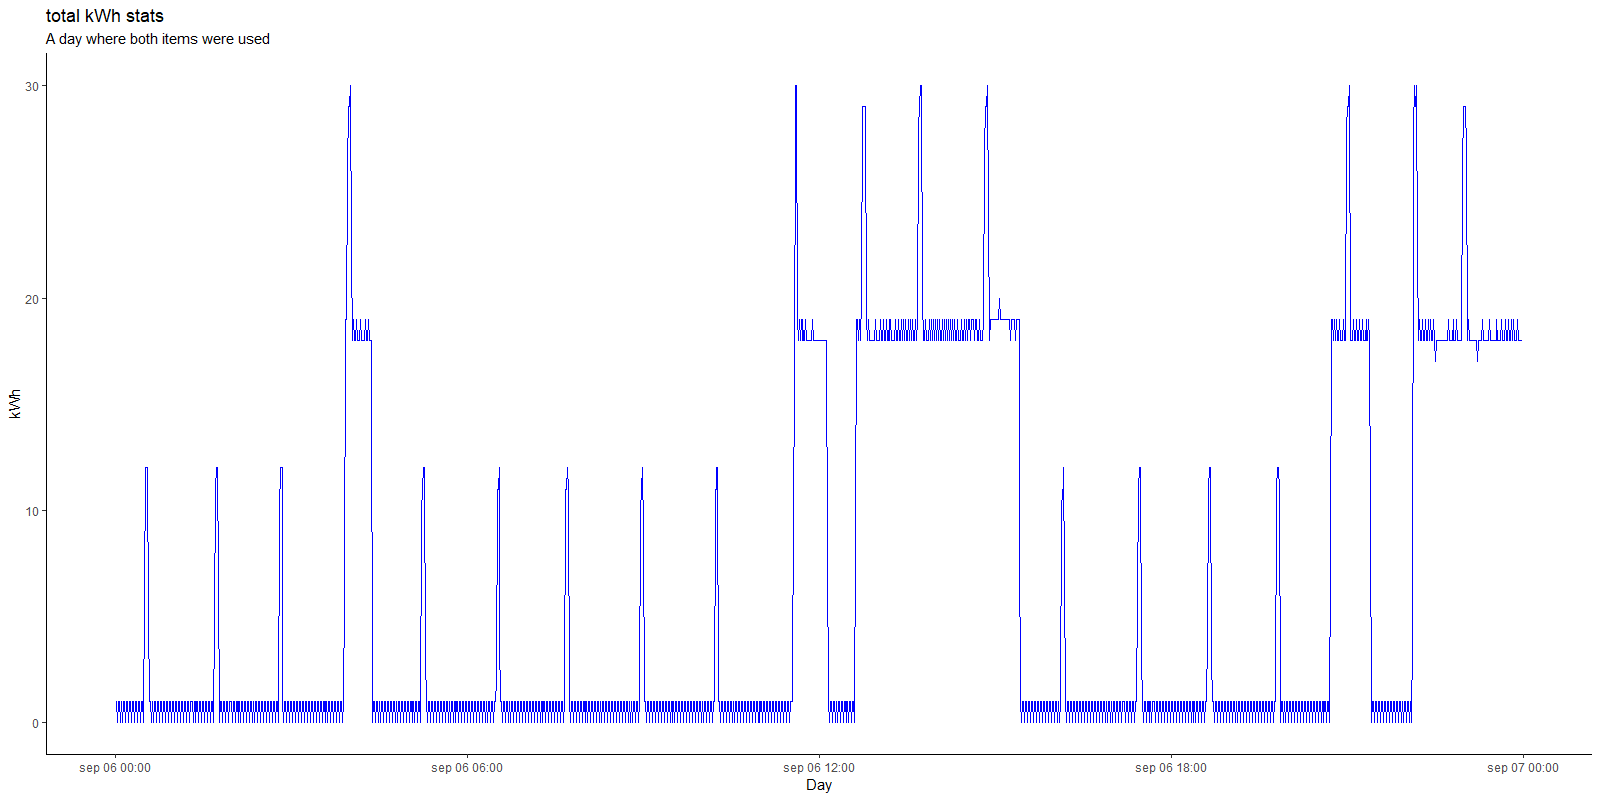 total kWh stats
A day where both items were used
30
20
10
0
kWh
sep 06 00:00
sep 06 06:00
sep 06 12:00
sep 06 18:00
sep 07 00:00
Day